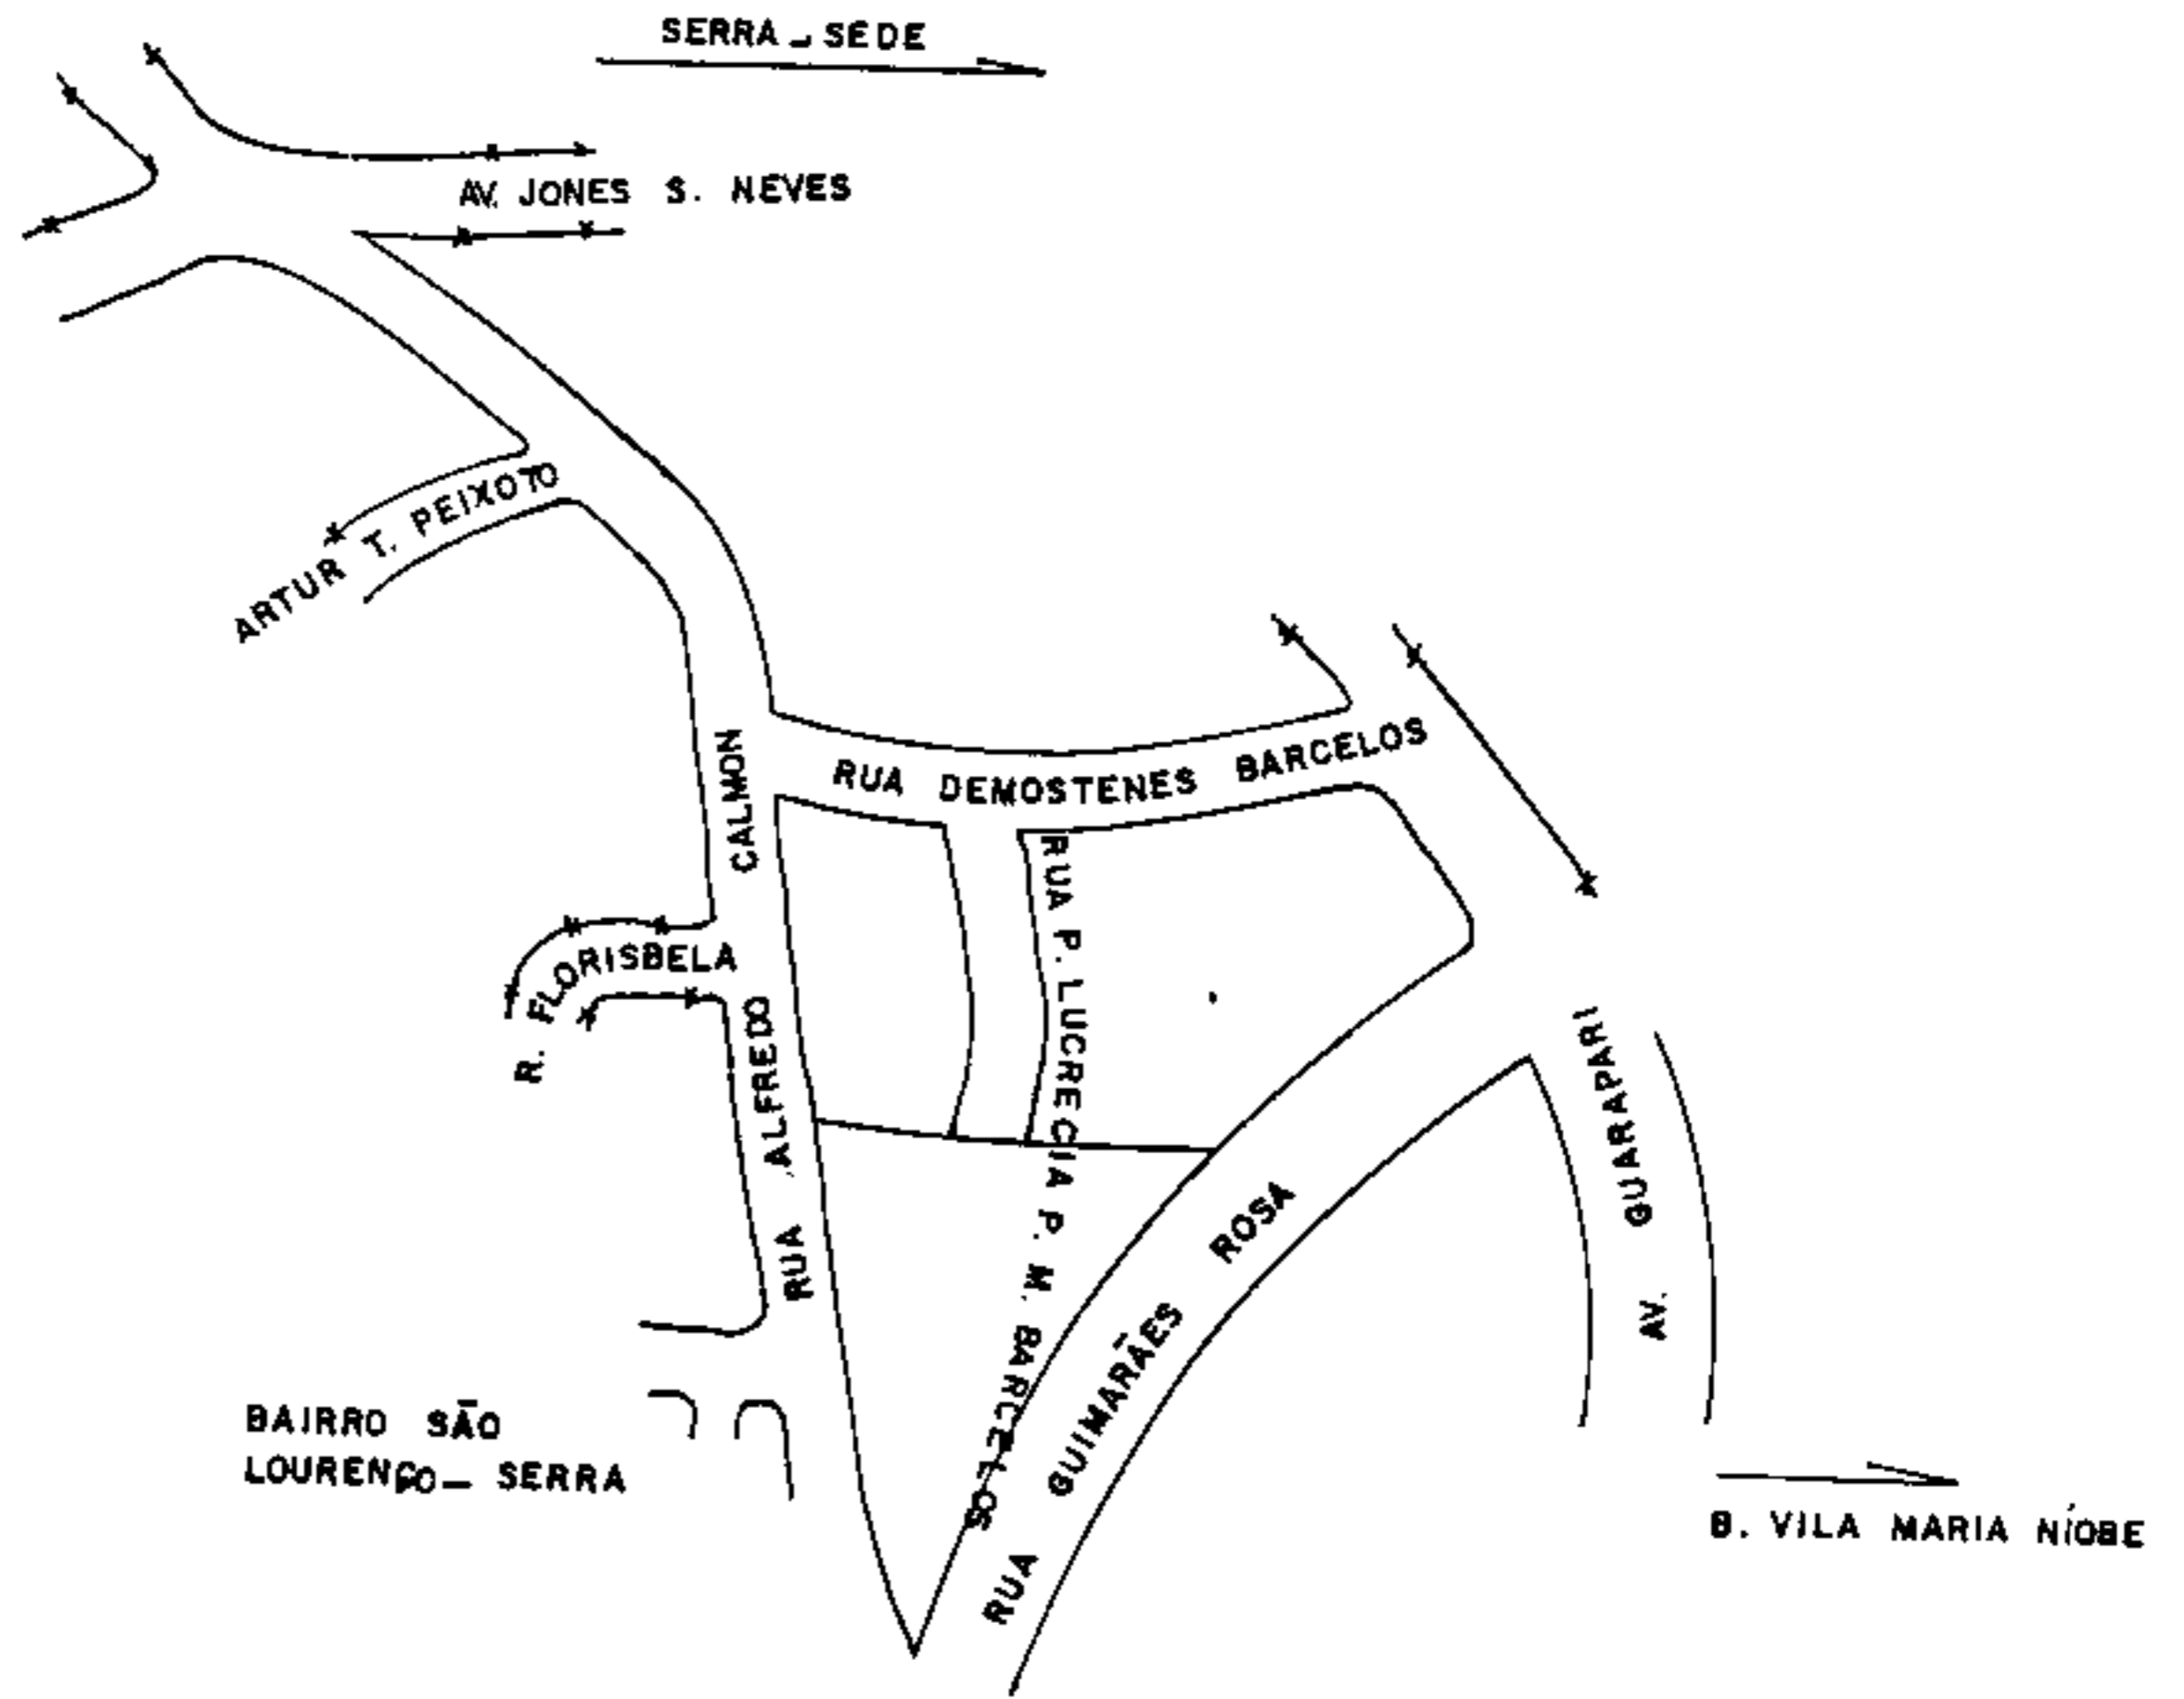 SERRA - SEDE
AV. JONES S. NEVES
ARTUR T. PEIXOTO
RUA DEMOSTENES BARCELOS
RUA ALFREDO CALMON
RUA P. LUCRECIA P. M. BARCELOS
R. FLORISBELA
AV. GUARAPARI
RUA GUIMARÃES ROSA
BAIRRO SÃO
LOURENÇO - SERRA
B. VILA MARIA NÍOBE